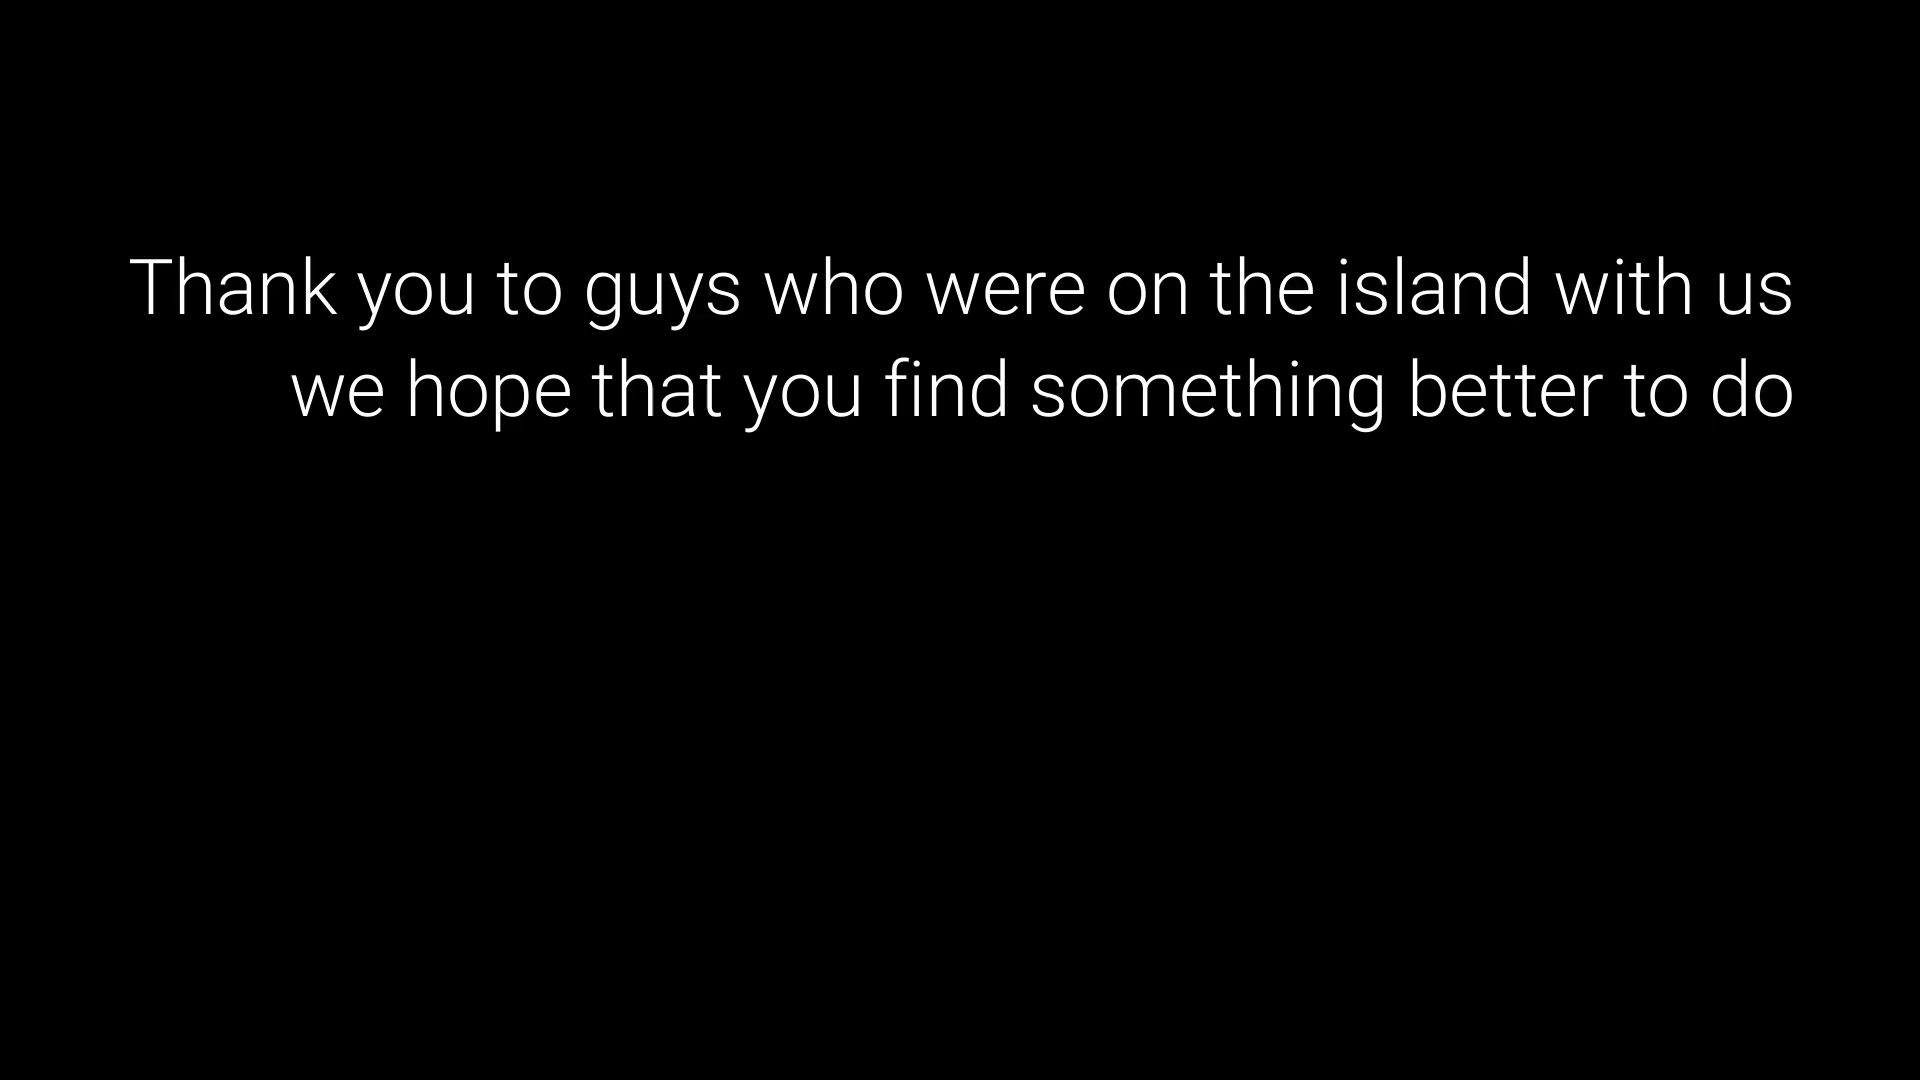 Thank you to guys who were on the island with us
we hope that you find something better to do